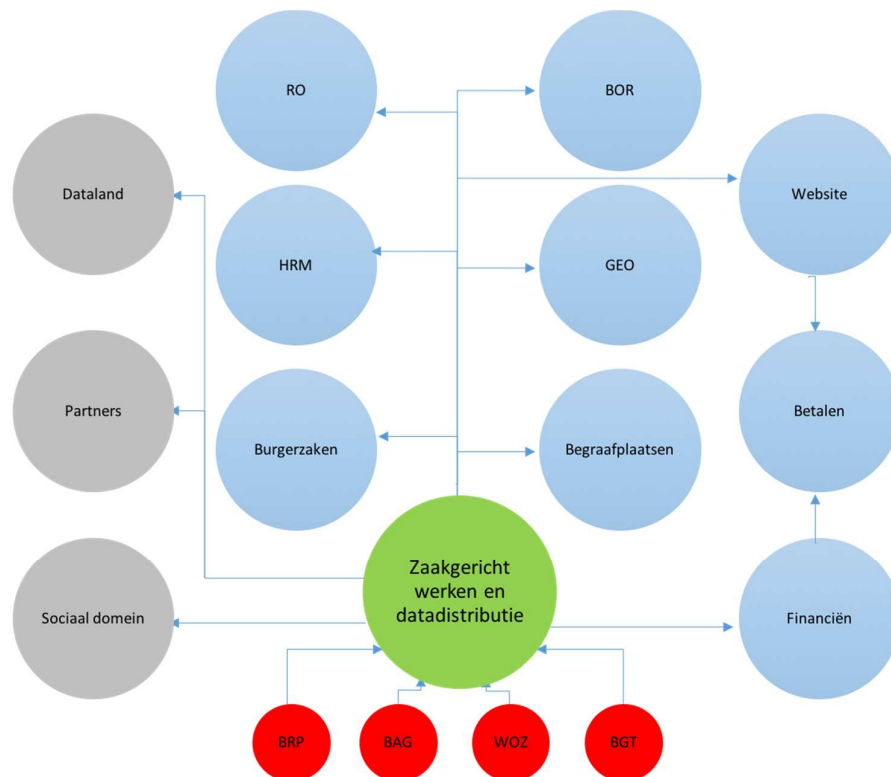 RO
BOR
Dataland
Website
HRM
GEO
Partners
Betalen
Burgerzaken
Begraafplaatsen
Zaakgericht
werken en
datadistributie
Sociaal domein
Financiën
BRP
BAG
WOZ
BGT